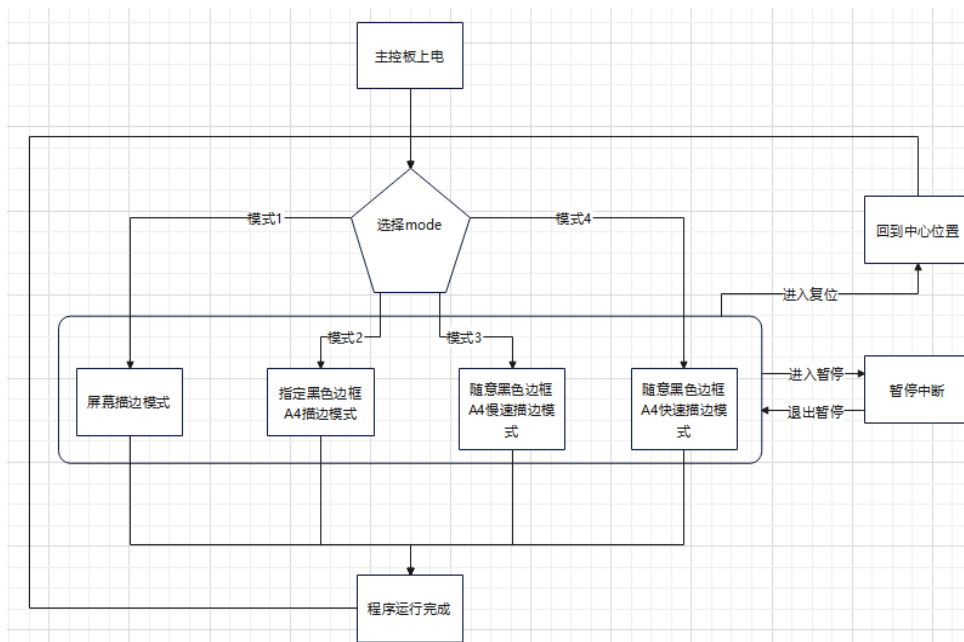 主控板上电
选择mode
模式1
模式4
回到中心位置
进入复位
模式2
模式3
屏幕描边模式
指定黑色边框
A4描边模式
随意黑色边框
A4慢速描边模
式
随意黑色边框
A4快速描边模
式
进入暂停
退出暂停
暂停中断
程序运行完成